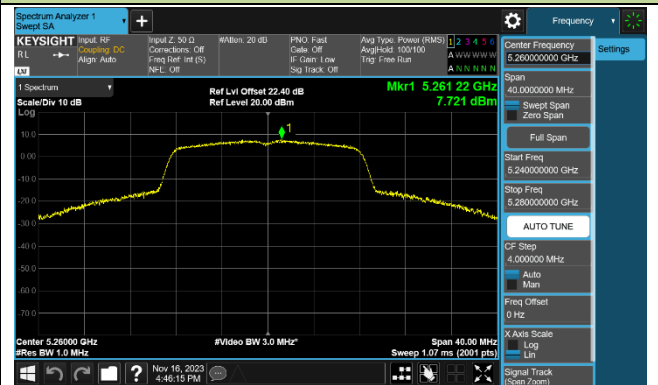 Spectrum Analyzer 1
Swept SA
Frequency
KEYSIGHT
RL
LXI
Input: RF
Coupling: DC
Align: Auto
Input Z: 50 Ω
Corrections: Off
Freq Ref: Int (S)
NFE: Off
#Atten: 20 dB
PNO: Fast
Gate: Off
IF Gain: Low
Sig Track: Off
Avg Type: Power (RMS)
Avg|Hold: 100/100
Trig: Free Run
1 2 3 4 5 6
A W W W W W
A N N N N N
1 Spectrum
Scale/Div 10 dB
Log
Ref Lvl Offset 22.40 dB
Ref Level 20.00 dBm
Mkr1 5.261 22 GHz
7.721 dBm
1
10.0
0.00
-10.0
-20.0
-30.0
-40.0
-50.0
-60.0
-70.0
Center 5.26000 GHz
#Res BW 1.0 MHz
#Video BW 3.0 MHz*
Span 40.00 MHz
Sweep 1.07 ms (2001 pts)
Nov 16, 2023
4:46:15 PM
Center Frequency
5.260000000 GHz
Settings
Span
40.0000000 MHz
Swept Span
Zero Span
Full Span
Start Freq
5.240000000 GHz
Stop Freq
5.280000000 GHz
AUTO TUNE
CF Step
4.000000 MHz
Auto
Man
Freq Offset
0 Hz
X Axis Scale
Log
Lin
Signal Track
(Span Zoom)